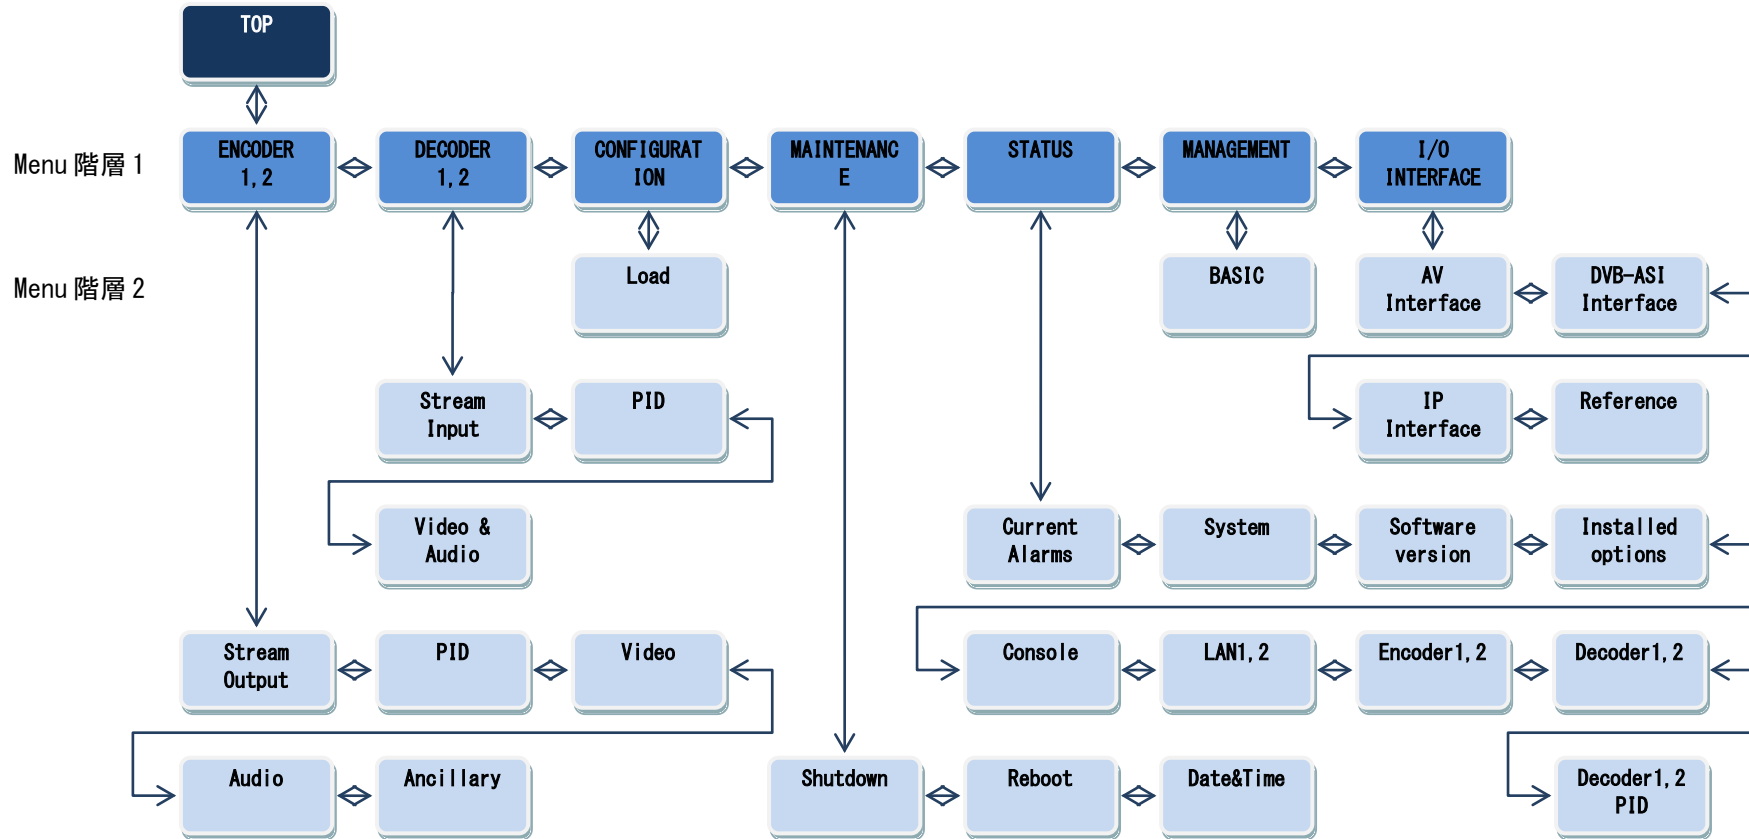 TOP
Menu 階層 1
ENCODER
1,2
DECODER
1,2
CONFIGURAT
ION
MAINTENANC
E
STATUS
MANAGEMENT
I/O
INTERFACE
Menu 階層 2
Load
BASIC
AV
Interface
DVB-ASI
Interface
Stream
Input
PID
IP
Interface
Reference
Video &
Audio
Current
Alarms
System
Software
version
Installed
options
Stream
Output
PID
Video
Console
LAN1,2
Encoder1,2
Decoder1,2
Audio
Ancillary
Shutdown
Reboot
Date&Time
Decoder1,2
PID